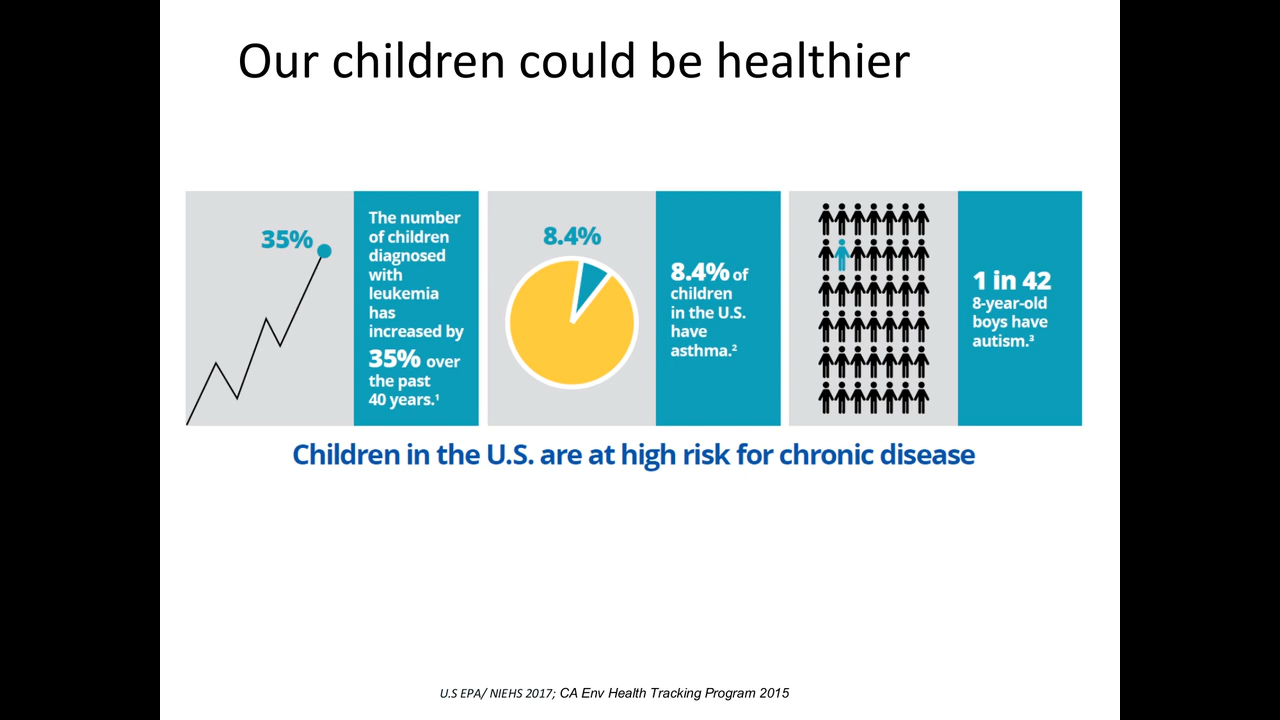 Our children could be healthier
35%
The number
of children
diagnosed
with
leukemia
has
increased by
35% over
the past
40 years.¹
8.4%
8.4% of
children
in the U.S.
have
asthma.²
1 in 42
8-year-old
boys have
autism.³
Children in the U.S. are at high risk for chronic disease
U.S EPA/ NIEHS 2017; CA Env Health Tracking Program 2015